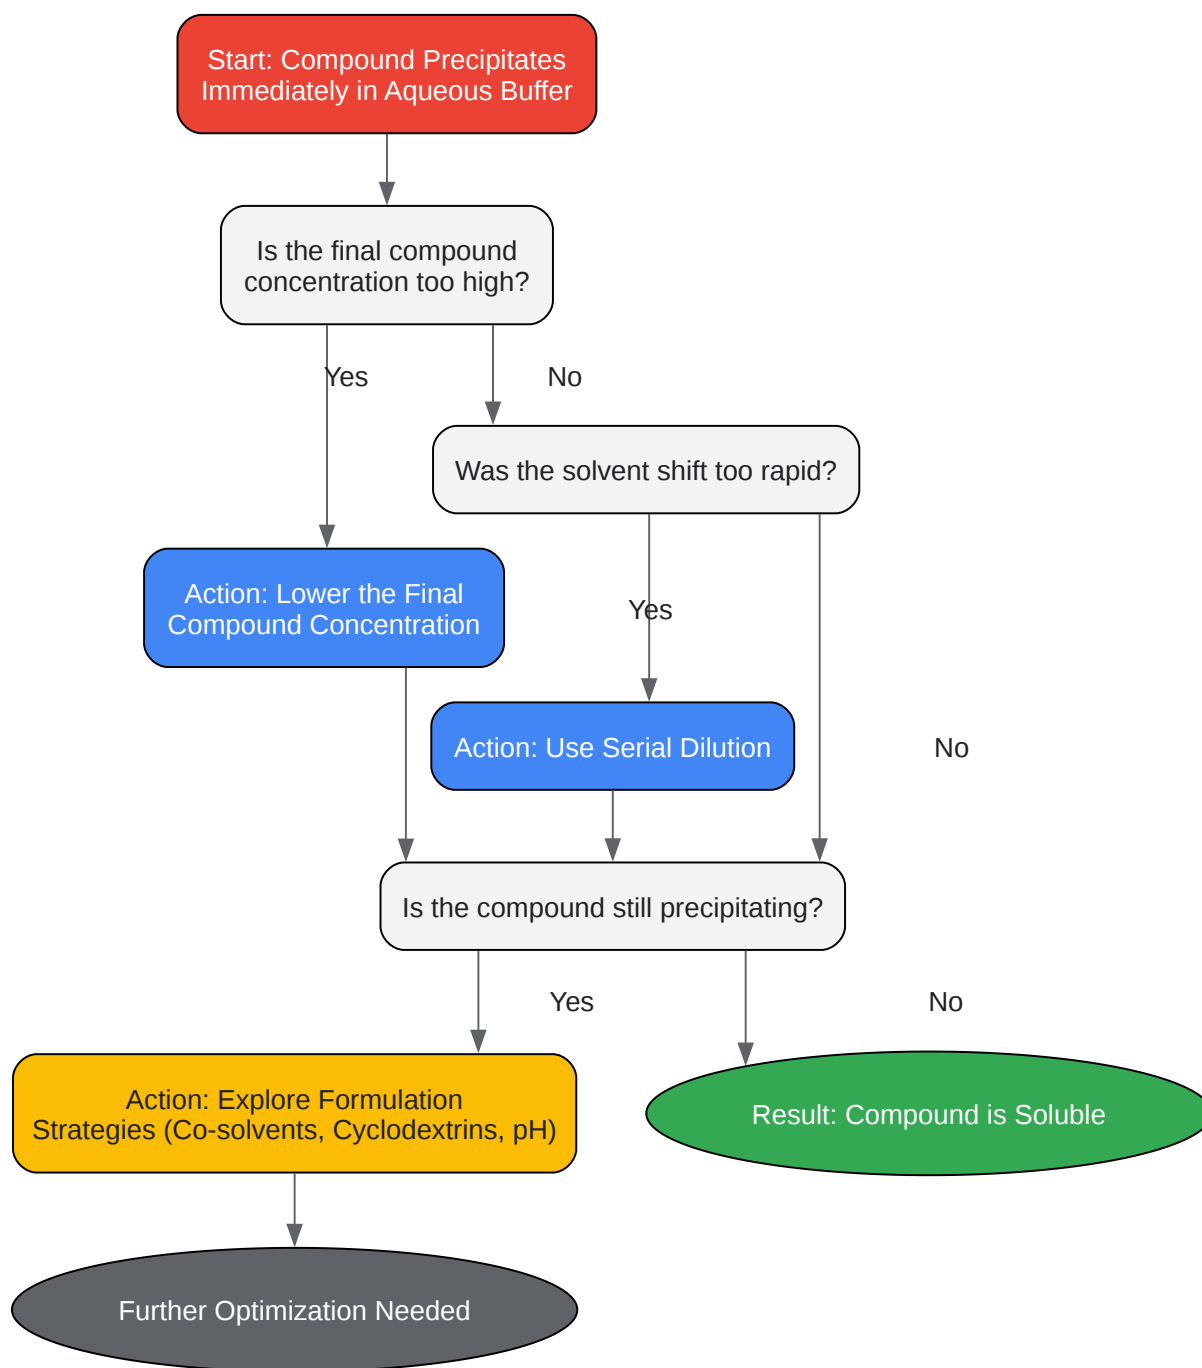 Start: Compound Precipitates
Immediately in Aqueous Buffer
Is the final compound
concentration too high?
Yes
No
Was the solvent shift too rapid?
Action: Lower the Final
Compound Concentration
Yes
Action: Use Serial Dilution
No
Is the compound still precipitating?
Yes
No
Action: Explore Formulation
Strategies (Co-solvents, Cyclodextrins, pH)
Result: Compound is Soluble
Further Optimization Needed